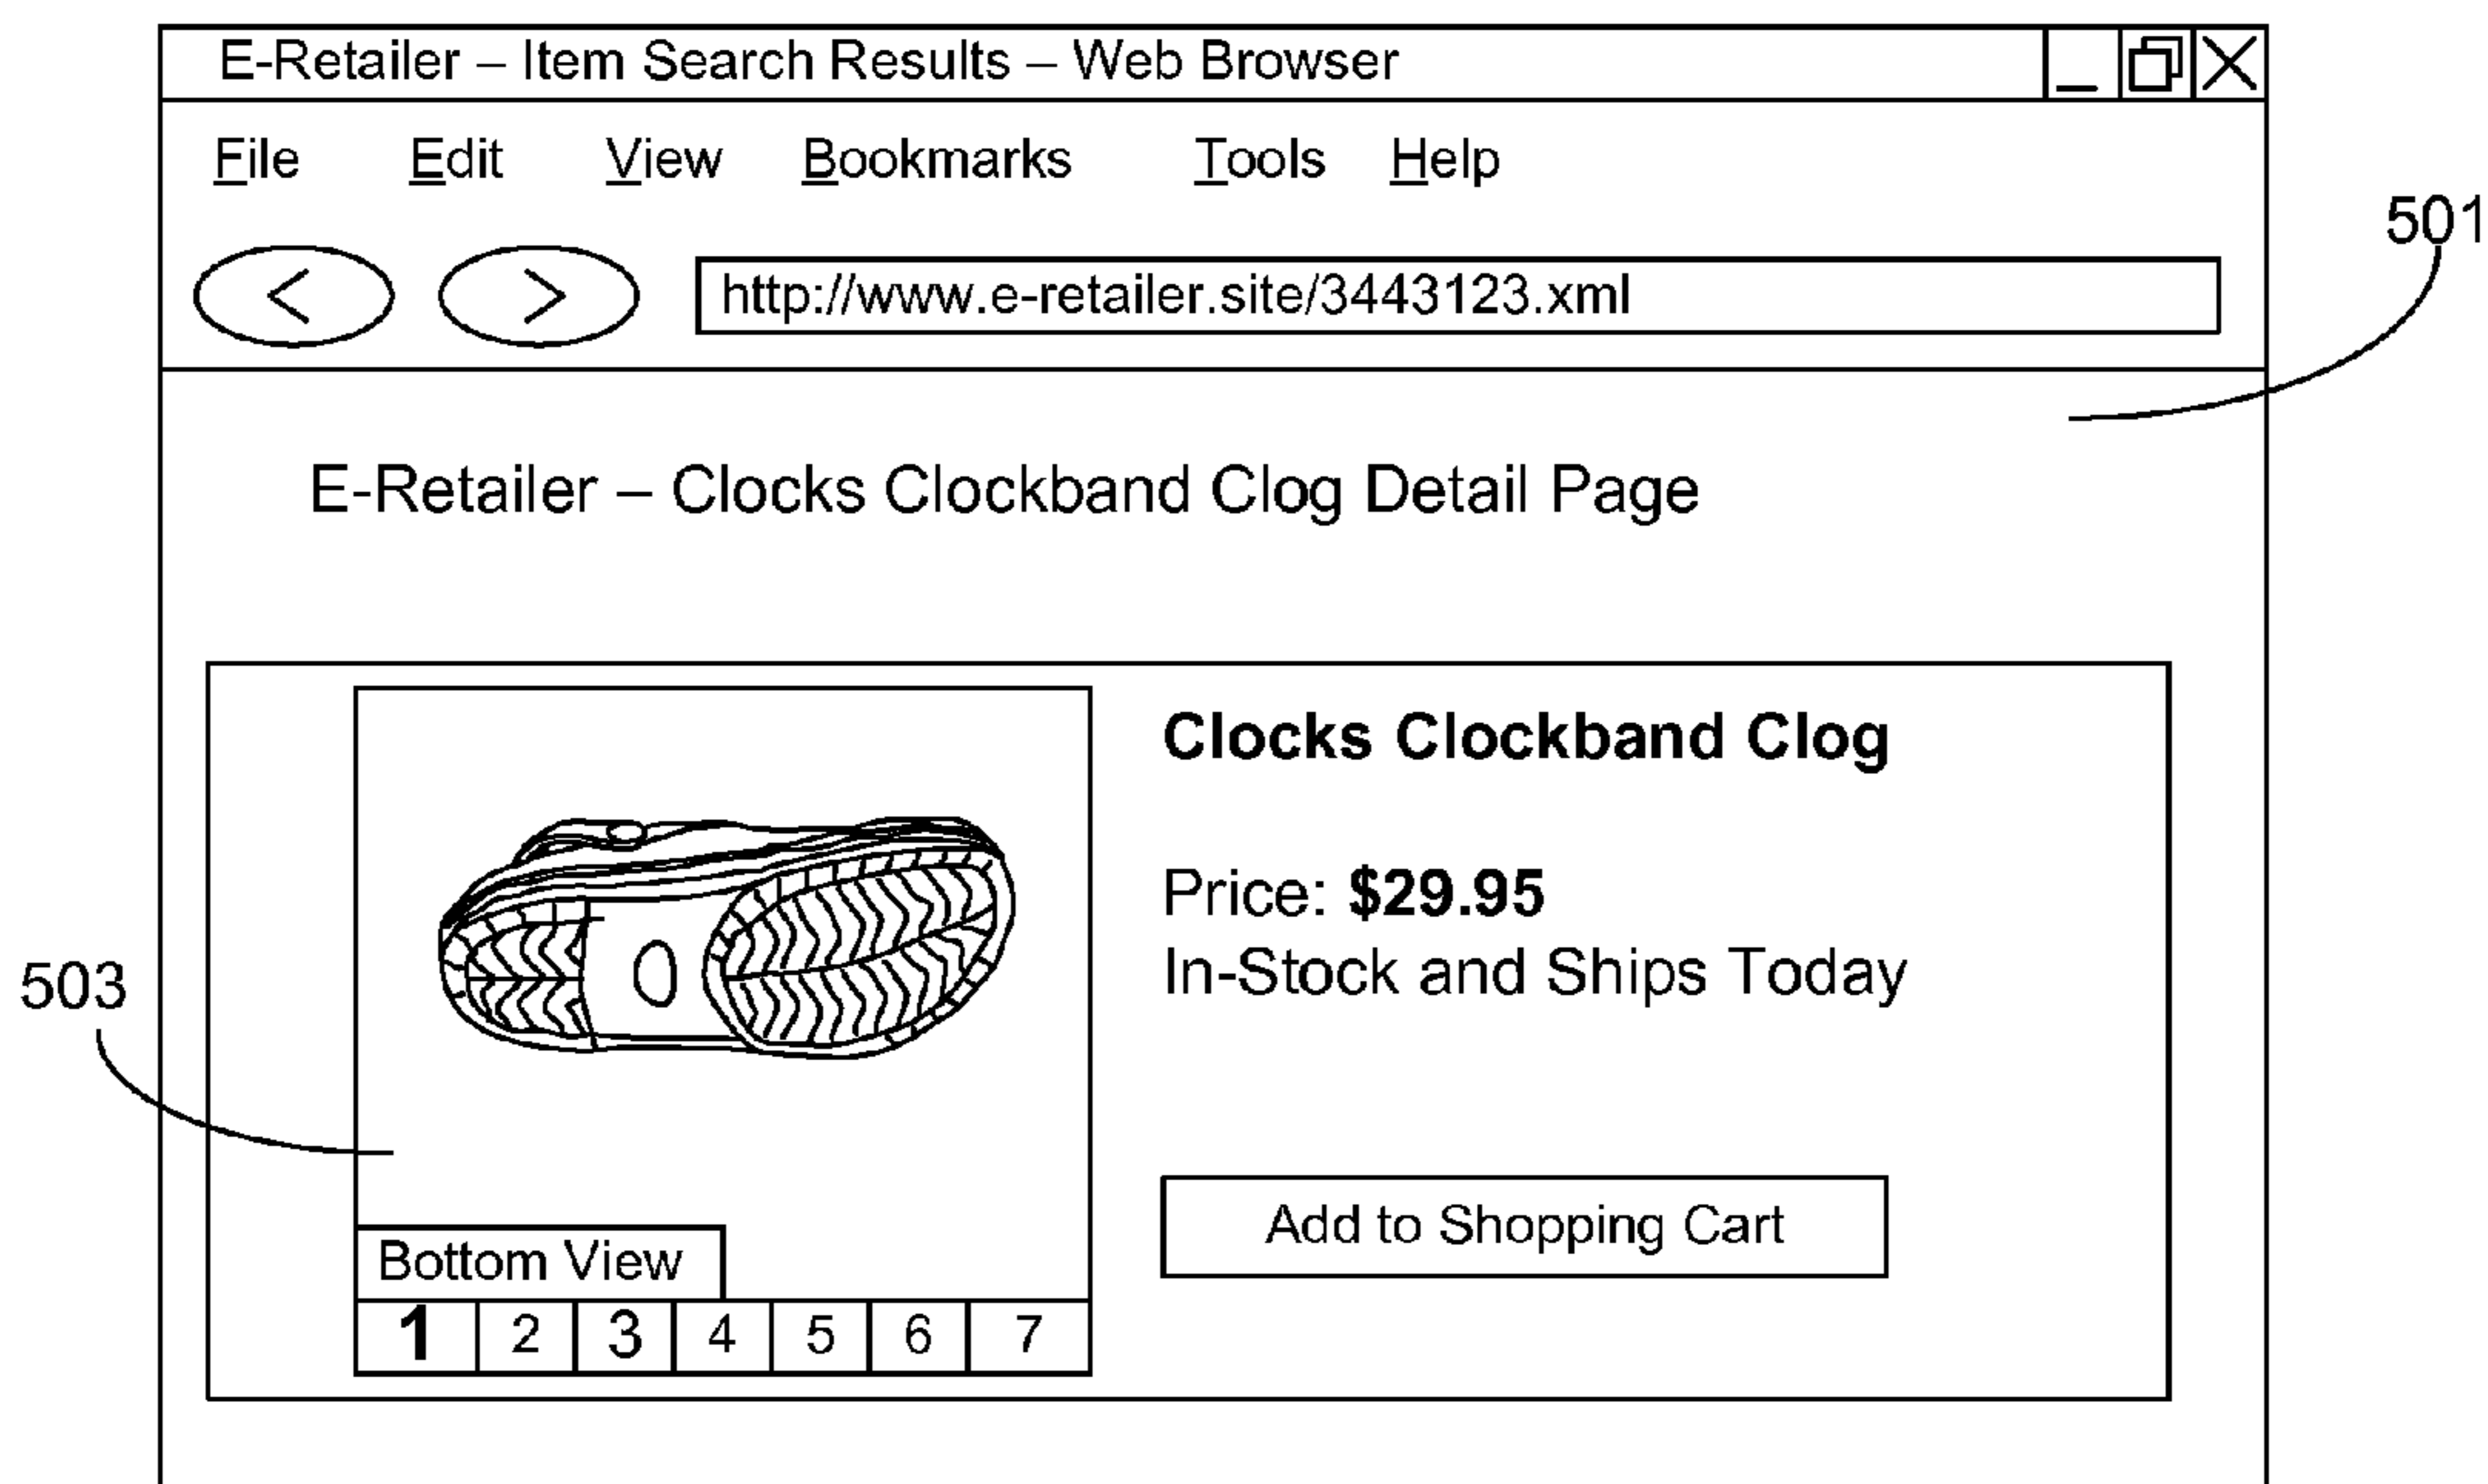 E-Retailer – Item Search Results – Web Browser
File Edit View Bookmarks Tools Help
501
http://www.e-retailer.site/3443123.xml
E-Retailer – Clocks Clockband Clog Detail Page
Clocks Clockband Clog
Price: $29.95
In-Stock and Ships Today
503
Add to Shopping Cart
Bottom View
1 2 3 4 5 6 7